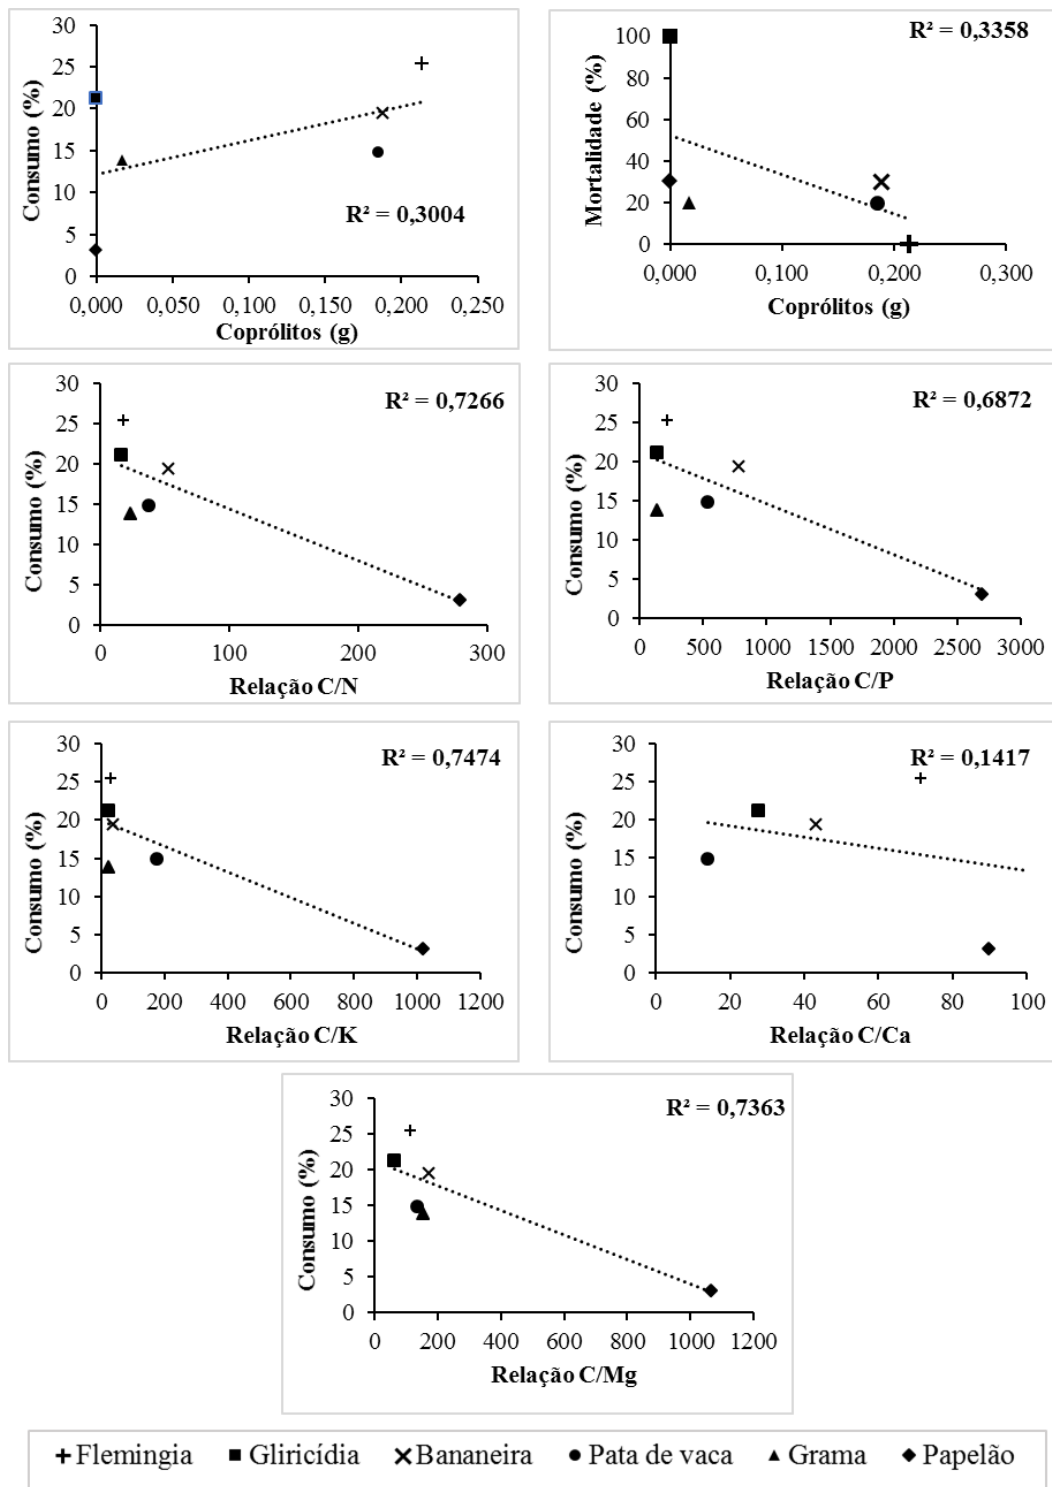 30
25
20
15
10
5
0
Consumo (%)
R² = 0,3004
0,000 0,050 0,100 0,150 0,200 0,250
Coprólitos (g)
R² = 0,3358
100
80
60
40
20
0
Mortalidade (%)
0,000 0,100 0,200 0,300
Coprólitos (g)
R² = 0,7266
30
25
20
15
10
5
0
Consumo (%)
0 100 200 300
Relação C/N
R² = 0,6872
30
25
20
15
10
5
0
Consumo (%)
0 500 1000 1500 2000 2500 3000
Relação C/P
R² = 0,7474
30
25
20
15
10
5
0
Consumo (%)
0 200 400 600 800 1000 1200
Relação C/K
R² = 0,1417
30
25
20
15
10
5
0
Consumo (%)
0 20 40 60 80 100
Relação C/Ca
R² = 0,7363
30
25
20
15
10
5
0
Consumo (%)
0 200 400 600 800 1000 1200
Relação C/Mg
Flemingia Gliricídia Bananeira Pata de vaca Grama Papelão